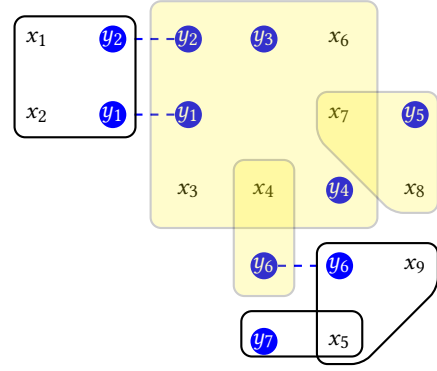 x₁ y₂ y₂ y₃ x₆
x₂ y₁ y₁ x₇ y₅
x₃ x₄ y₄ x₈
y₆ y₆ x₉
y₇ x₅